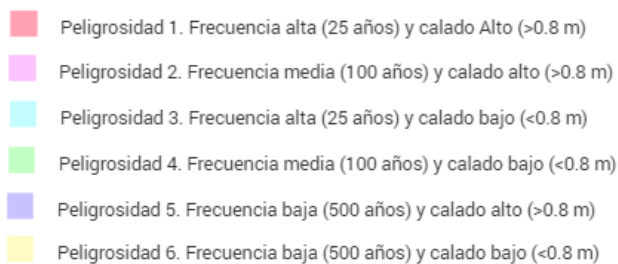 Peligrosidad 1. Frecuencia alta (25 años) y calado Alto (>0.8 m)
Peligrosidad 2. Frecuencia media (100 años) y calado alto (>0.8 m)
Peligrosidad 3. Frecuencia alta (25 años) y calado bajo (<0.8 m)
Peligrosidad 4. Frecuencia media (100 años) y calado bajo (<0.8 m)
Peligrosidad 5. Frecuencia baja (500 años) y calado alto (>0.8 m)
Peligrosidad 6. Frecuencia baja (500 años) y calado bajo (<0.8 m)